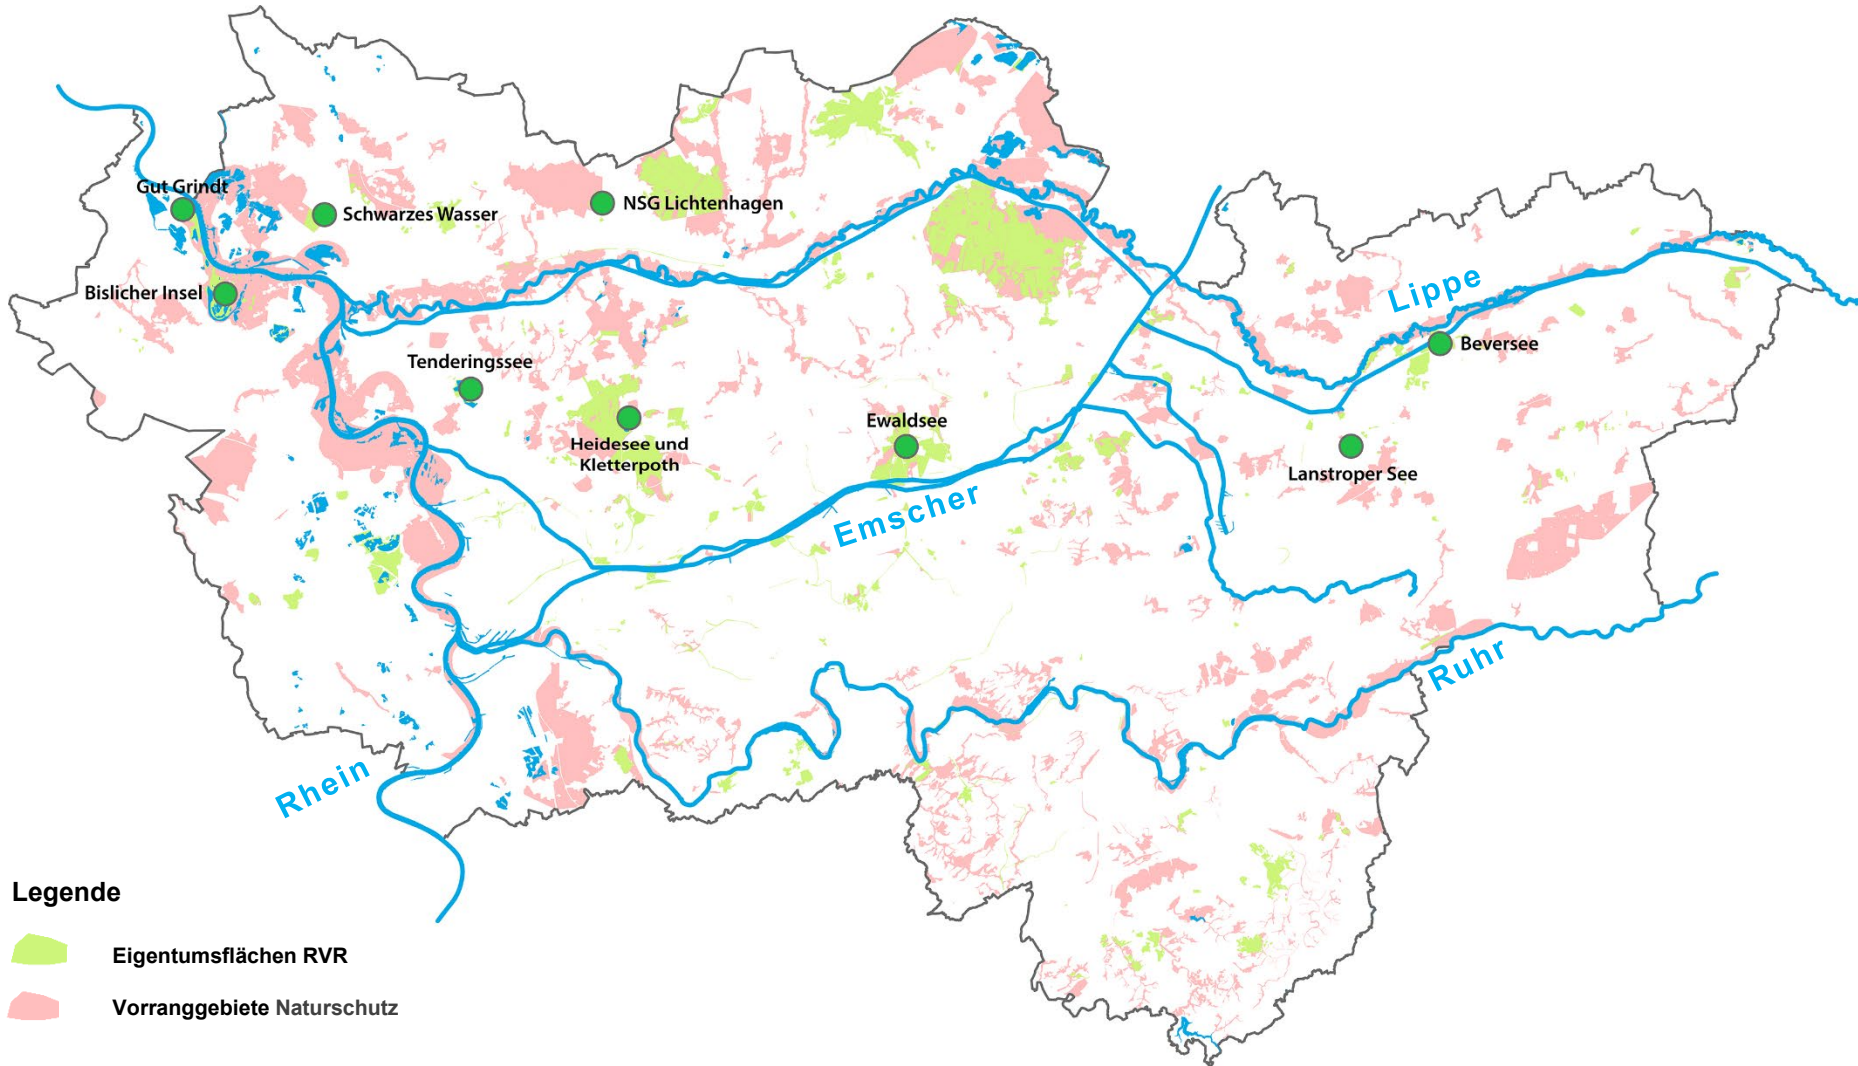 Gut Grindt
Schwarzes Wasser
NSG Lichtenhagen
Bislicher Insel
Lippe
Beversee
Tenderingssee
Ewaldsee
Heidesee und
Kletterpoth
Lanstroper See
Emscher
Ruhr
Rhein
Legende
Eigentumsflächen RVR
Vorranggebiete Naturschutz